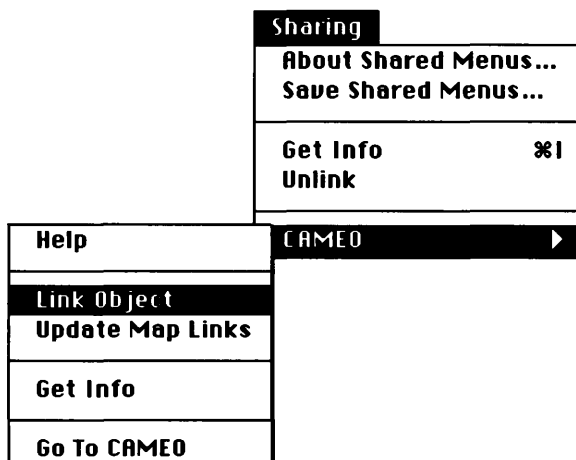 Sharing
About Shared Menus...
Save Shared Menus...
Get Info ⌘I
Unlink
CAMEO
Help
Link Object
Update Map Links
Get Info
Go To CAMEO